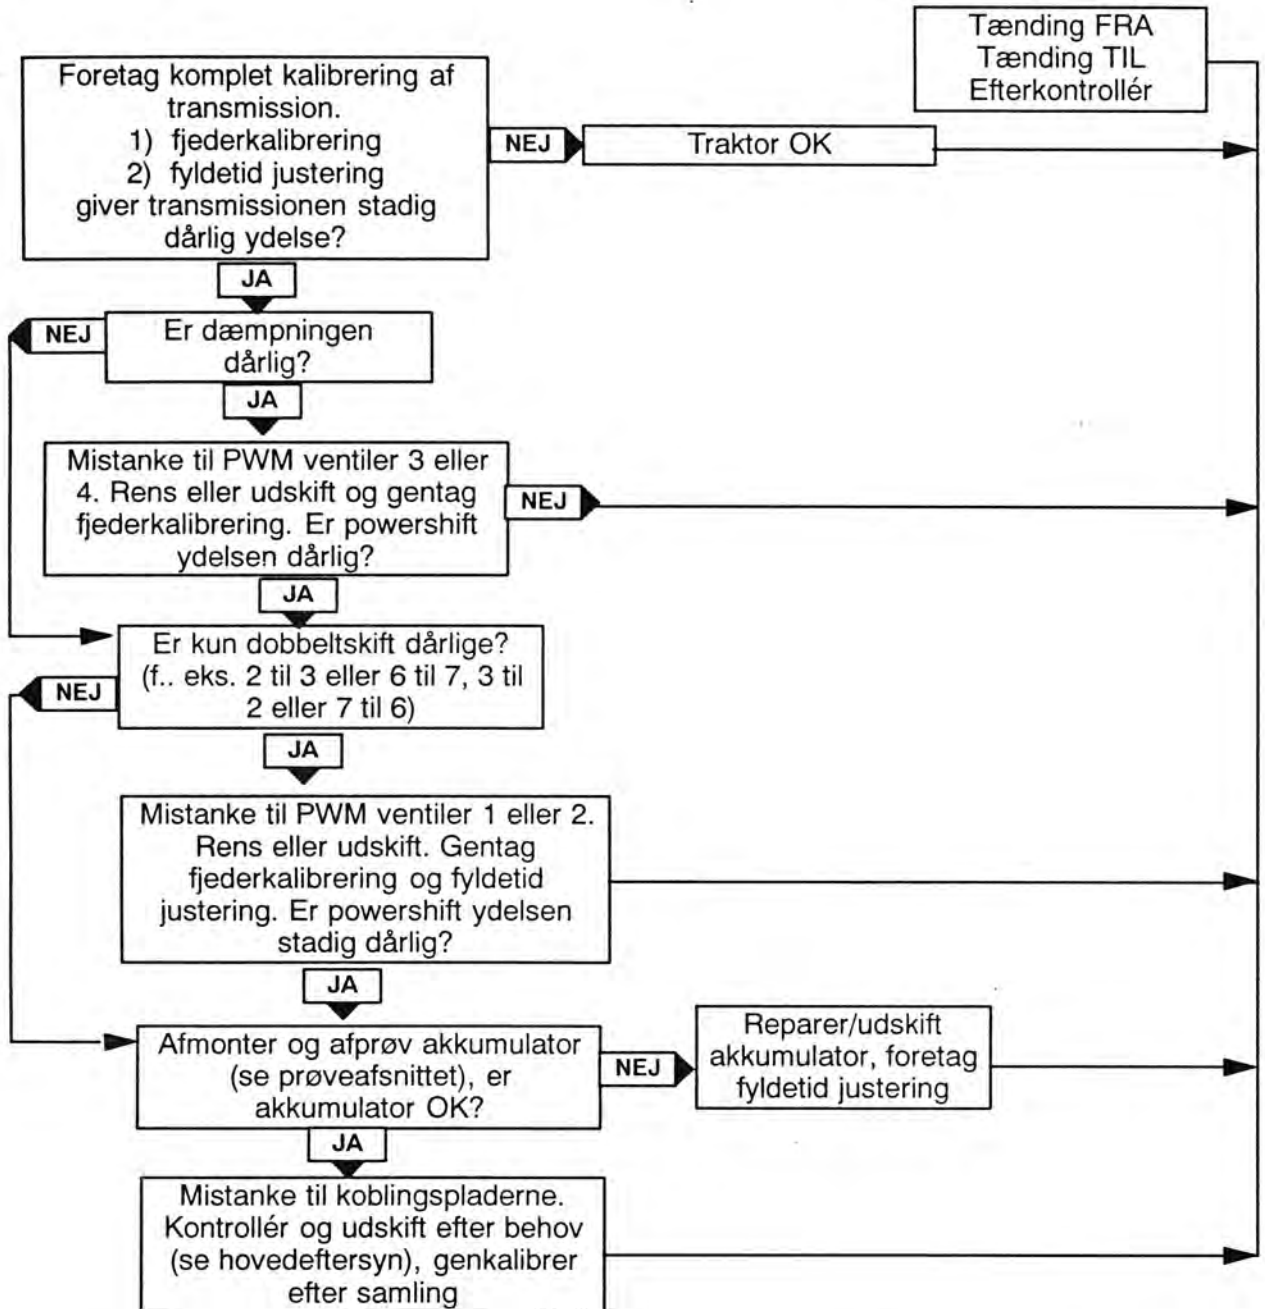 Tænding FRA
Tænding TIL
Efterkontrollér
Foretag komplet kalibrering af
transmission.
1) fjederkalibrering
2) fyldetid justering
giver transmissionen stadig
dårlig ydelse?
NEJ
Traktor OK
JA
NEJ
Er dæmpningen
dårlig?
JA
Mistanke til PWM ventiler 3 eller
4. Rens eller udskift og gentag
fjederkalibrering. Er powershift
ydelsen dårlig?
NEJ
JA
Er kun dobbeltskift dårlige?
(f.. eks. 2 til 3 eller 6 til 7, 3 til
2 eller 7 til 6)
NEJ
JA
Mistanke til PWM ventiler 1 eller 2.
Rens eller udskift. Gentag
fjederkalibrering og fyldetid
justering. Er powershift ydelsen
stadig dårlig?
JA
Afmonter og afprøv akkumulator
(se prøveafsnittet), er
akkumulator OK?
NEJ
Reparer/udskift
akkumulator, foretag
fyldetid justering
JA
Mistanke til koblingspladerne.
Kontrollér og udskift efter behov
(se hovedeftersyn), genkalibrer
efter samling